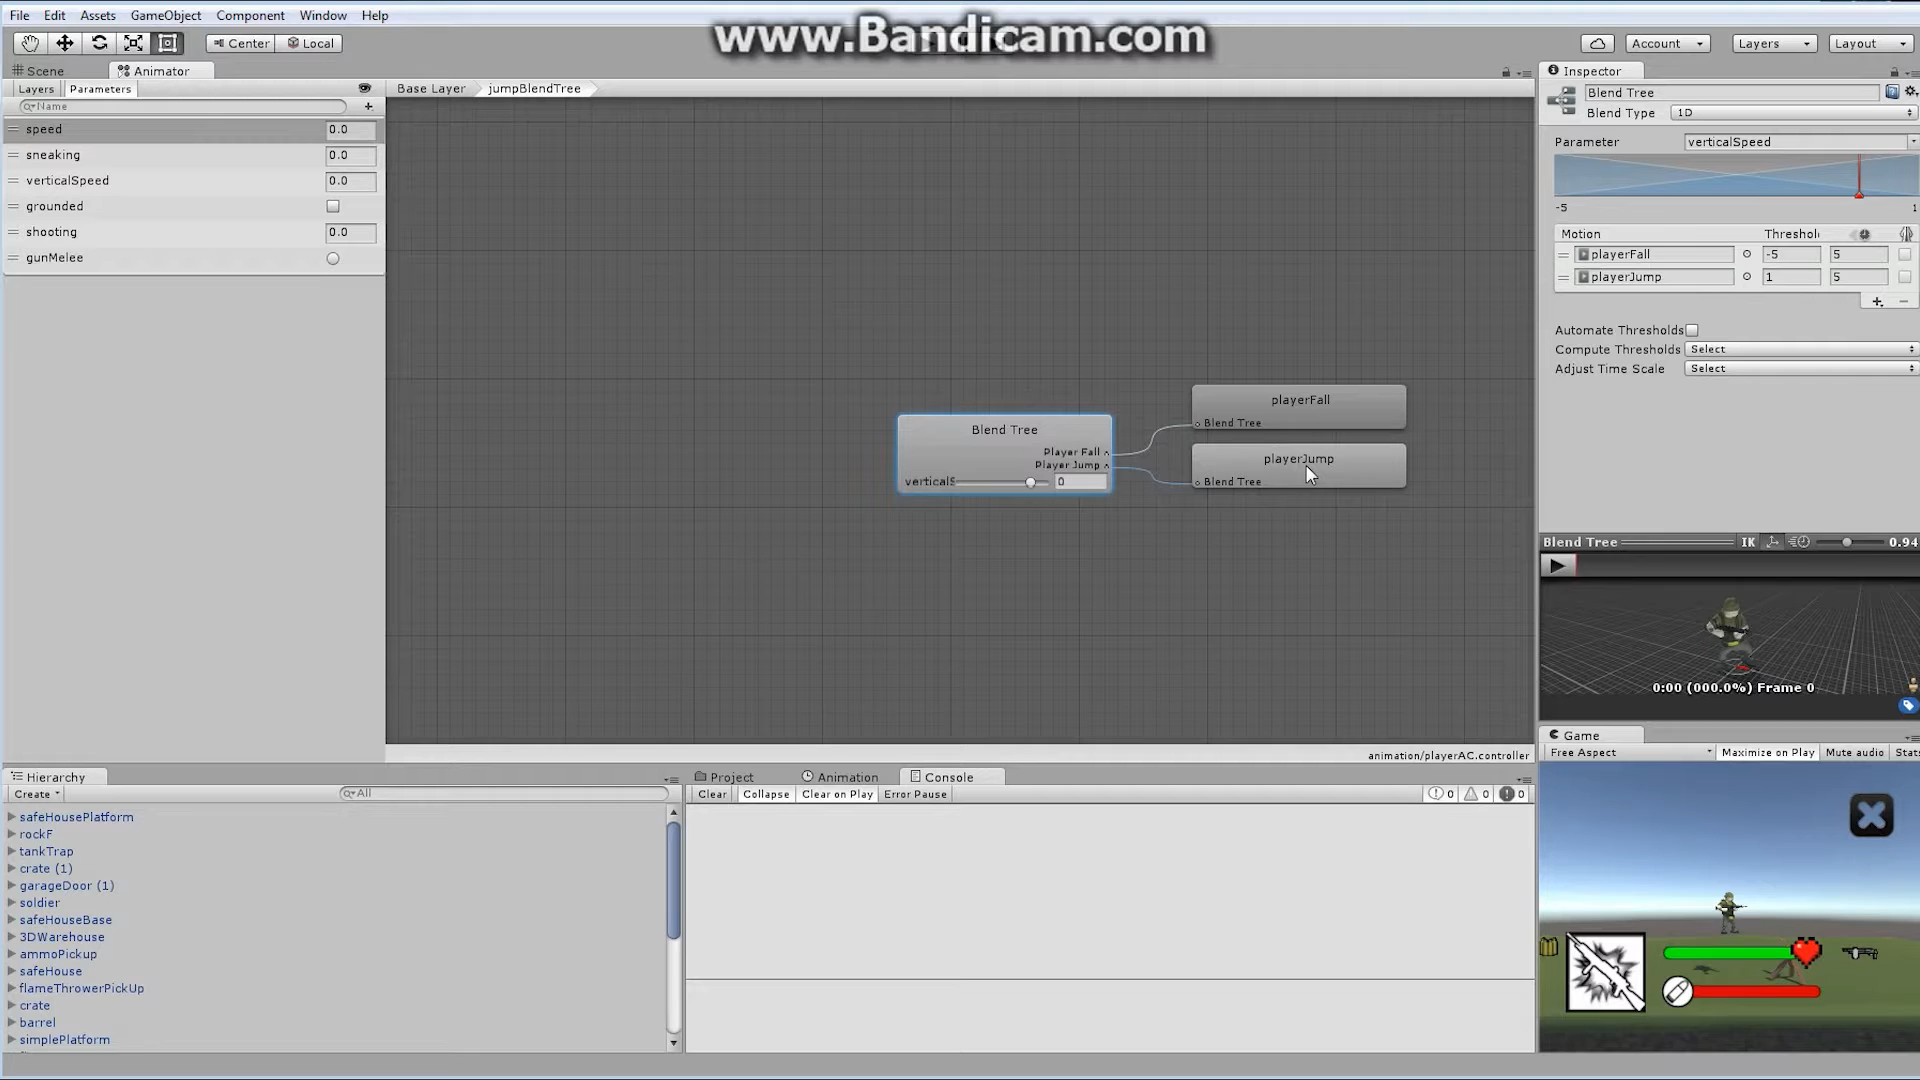 File Edit Assets GameObject Component Window Help
www.Bandicam.com
Center Local
Account Layers Layout
Scene Animator
Inspector
Layers Parameters
Base Layer jumpBlendTree
Blend Tree
Name
Blend Type 1D
speed 0.0
Parameter verticalSpeed
sneaking 0.0
verticalSpeed 0.0
grounded
-5 1
shooting 0.0
Motion Threshol
gunMelee
playerFall -5 5
playerJump 1 5
Automate Thresholds
Compute Thresholds Select
Adjust Time Scale Select
playerFall
Blend Tree
Blend Tree
Player Fall
Player Jump
verticalS 0
playerJump
Blend Tree
Blend Tree IK 0.94
0:00 (000.0%) Frame 0
Game
animation/playerAC.controller
Free Aspect Maximize on Play Mute audio Stats
Hierarchy
Project Animation Console
Create All
Clear Collapse Clear on Play Error Pause 0 0 0
safeHousePlatform
rockF
tankTrap
crate (1)
garageDoor (1)
soldier
safeHouseBase
3DWarehouse
ammoPickup
safeHouse
flameThrowerPickUp
crate
barrel
simplePlatform